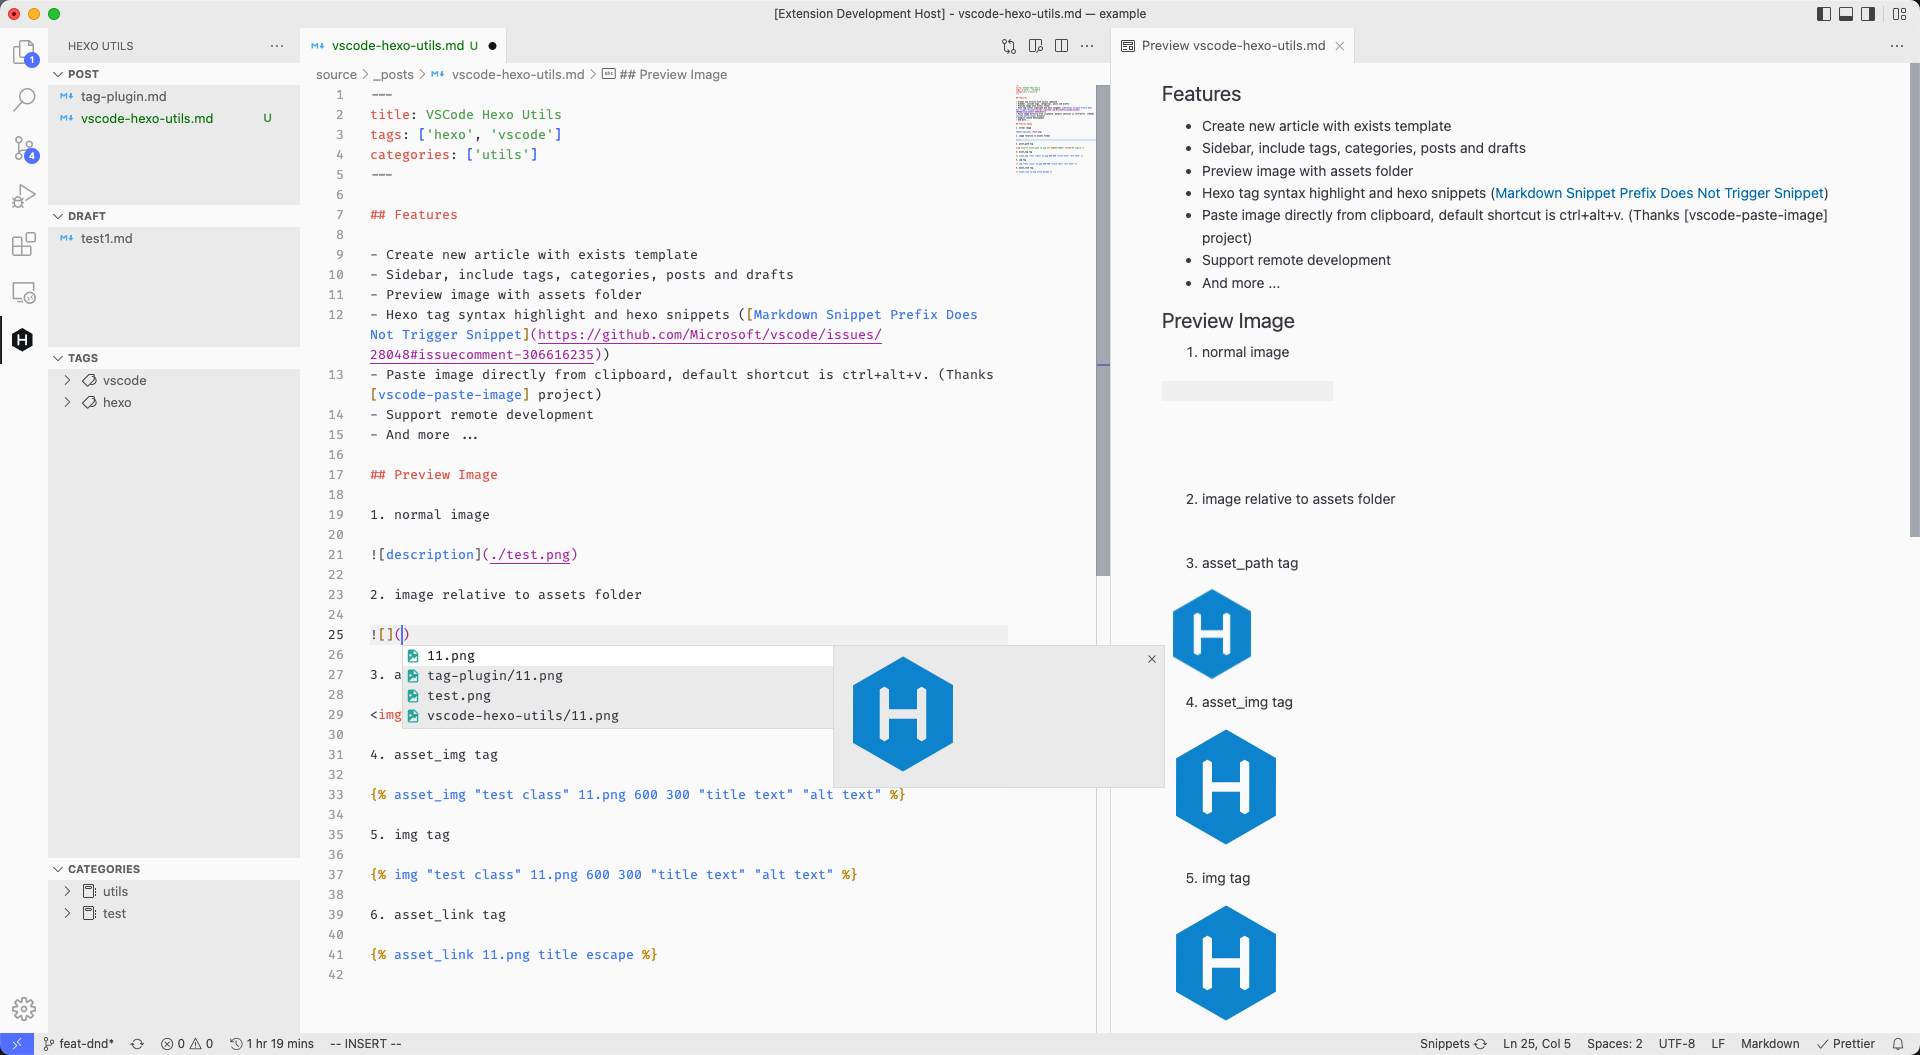 [Extension Development Host] - vscode-hexo-utils.md — example
1
4
HEXO UTILS
POST
tag-plugin.md
vscode-hexo-utils.md U
DRAFT
test1.md
TAGS
vscode
hexo
CATEGORIES
utils
test
vscode-hexo-utils.md U
source > _posts > vscode-hexo-utils.md > ## Preview Image
1 ---
2 title: VSCode Hexo Utils
3 tags: ['hexo', 'vscode']
4 categories: ['utils']
5 ---
6
7 ## Features
8
9 - Create new article with exists template
10 - Sidebar, include tags, categories, posts and drafts
11 - Preview image with assets folder
12 - Hexo tag syntax highlight and hexo snippets ([Markdown Snippet Prefix Does
Not Trigger Snippet](https://github.com/Microsoft/vscode/issues/
28048#issuecomment-306616235))
13 - Paste image directly from clipboard, default shortcut is ctrl+alt+v. (Thanks
[vscode-paste-image] project)
14 - Support remote development
15 - And more ...
16
17 ## Preview Image
18
19 1. normal image
20
21 ![description](./test.png)
22
23 2. image relative to assets folder
24
25 ![]()
26
27 3. a
28
29 <img
30
11.png
tag-plugin/11.png
test.png
vscode-hexo-utils/11.png
31 4. asset_img tag
32
33 {% asset_img "test class" 11.png 600 300 "title text" "alt text" %}
34
35 5. img tag
36
37 {% img "test class" 11.png 600 300 "title text" "alt text" %}
38
39 6. asset_link tag
40
41 {% asset_link 11.png title escape %}
42
Preview vscode-hexo-utils.md
Features
• Create new article with exists template
• Sidebar, include tags, categories, posts and drafts
• Preview image with assets folder
• Hexo tag syntax highlight and hexo snippets (Markdown Snippet Prefix Does Not Trigger Snippet)
• Paste image directly from clipboard, default shortcut is ctrl+alt+v. (Thanks [vscode-paste-image]
project)
• Support remote development
• And more ...
Preview Image
1. normal image
2. image relative to assets folder
3. asset_path tag
4. asset_img tag
5. img tag
feat-dnd* 0 0 1 hr 19 mins -- INSERT -- Snippets Ln 25, Col 5 Spaces: 2 UTF-8 LF Markdown Prettier